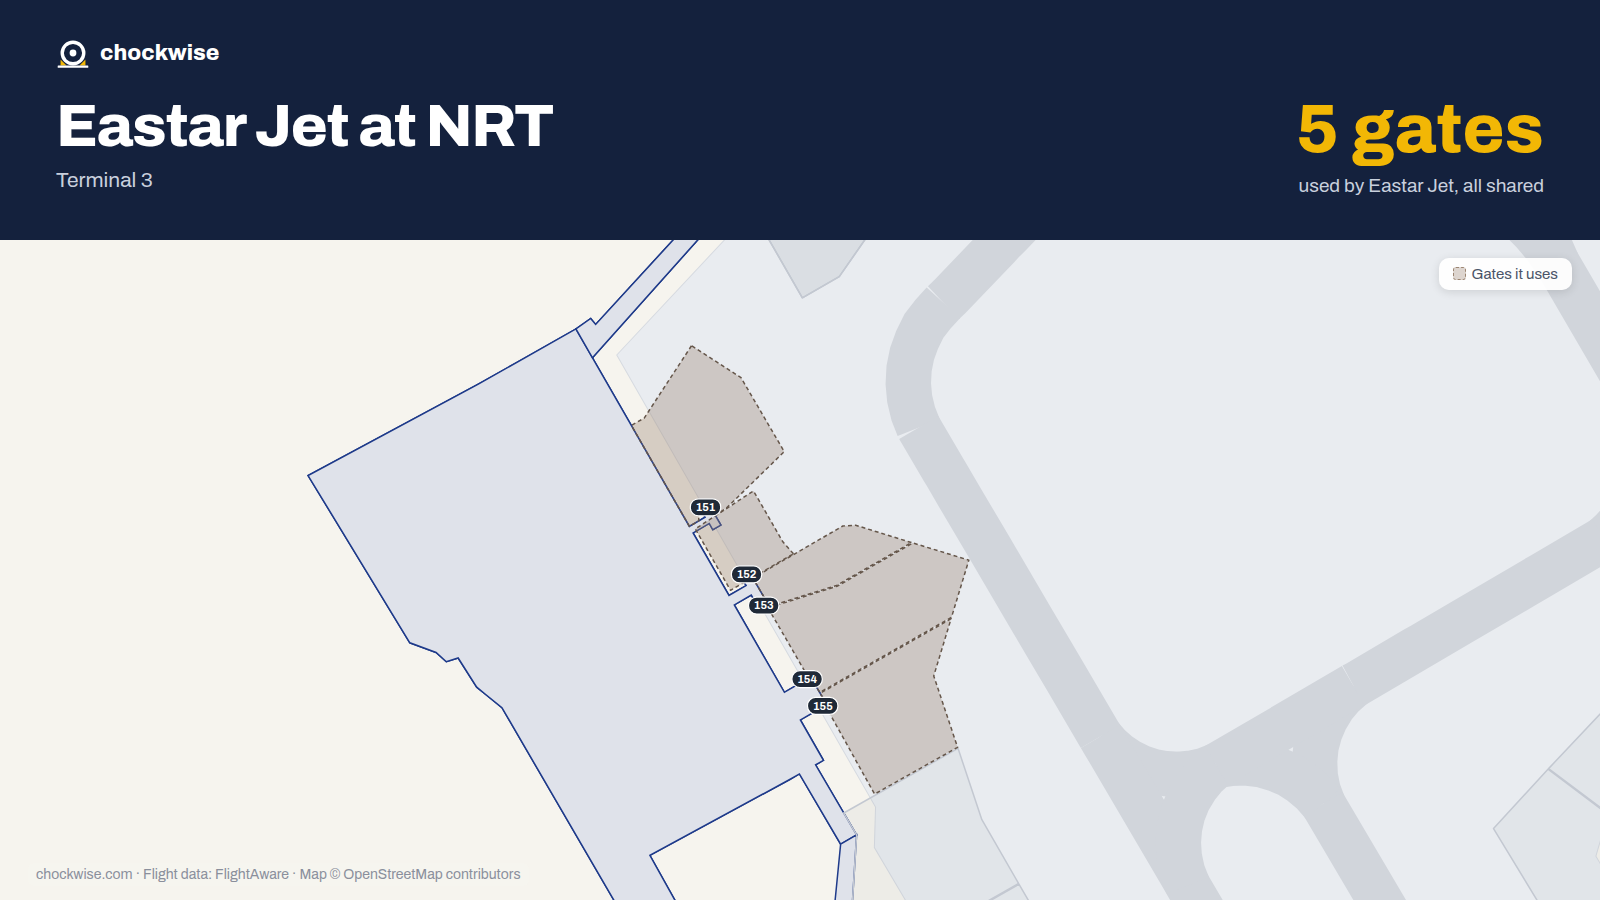 chockwise
Eastar Jet at NRT
Terminal 3
5 gates
used by Eastar Jet, all shared
Gates it uses
151
152
153
154
155
chockwise.com · Flight data: FlightAware · Map © OpenStreetMap contributors